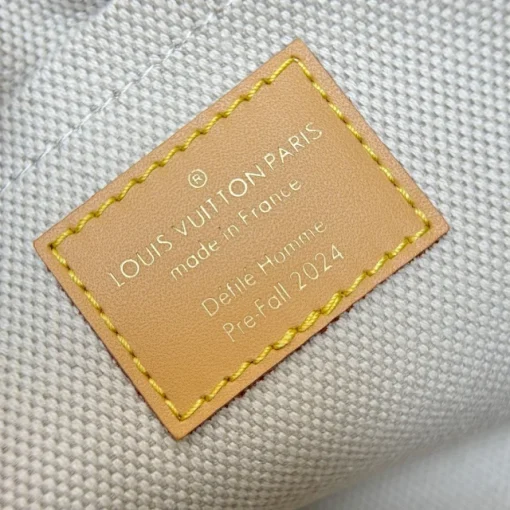 ®
LOUIS VUITTON PARIS
made in France
Defile Homme
Pre-Fall 2024